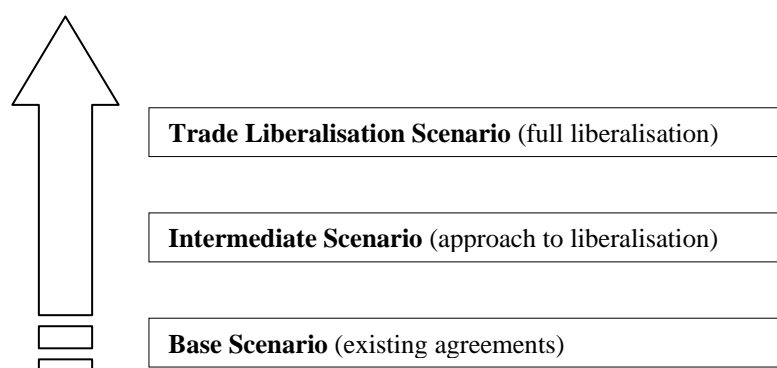 Trade Liberalisation Scenario (full liberalisation)
Intermediate Scenario (approach to liberalisation)
Base Scenario (existing agreements)